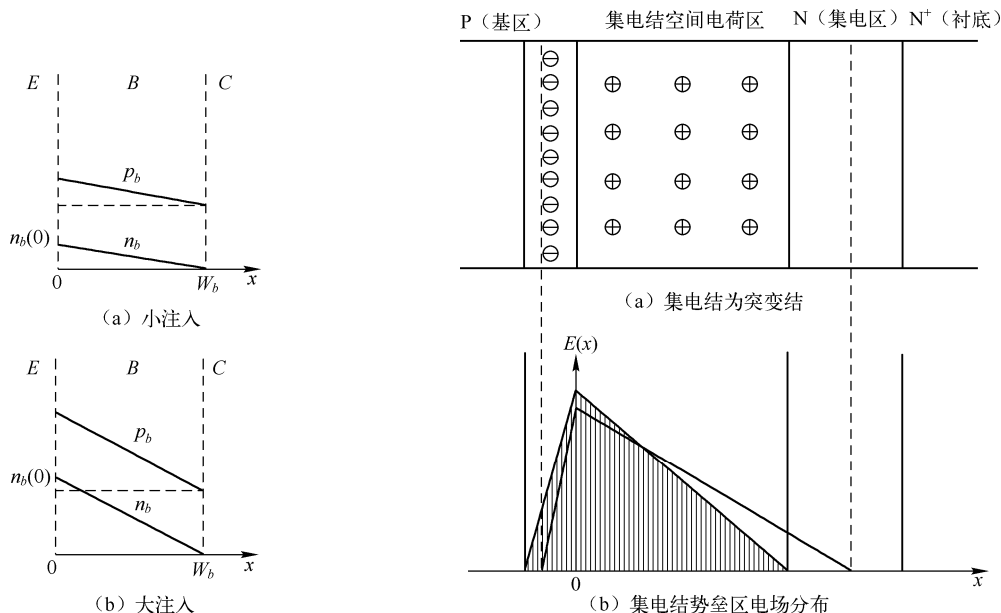 E B C
p_b
n_b(0)
n_b
0 W_b x
（a）小注入
E B C
p_b
n_b(0)
n_b
0 W_b x
（b）大注入
P（基区） 集电结空间电荷区 N（集电区） N⁺（衬底）
（a）集电结为突变结
E(x)
0 x
（b）集电结势垒区电场分布